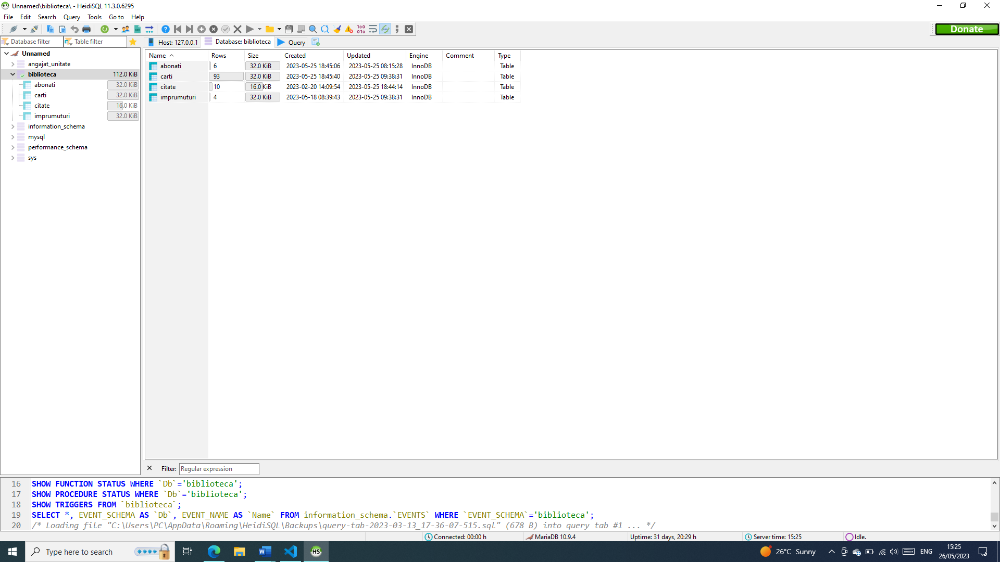 Unnamed\biblioteca\ - HeidiSQL 11.3.0.6295
File Edit Search Query Tools Go to Help
Donate
Database filter Table filter Host: 127.0.0.1 Database: biblioteca Query
Unnamed
angajat_unitate
biblioteca 112.0 KiB
abonati 32.0 KiB
carti 32.0 KiB
citate 16.0 KiB
imprumuturi 32.0 KiB
information_schema
mysql
performance_schema
sys
Name Rows Size Created Updated Engine Comment Type
abonati 6 32.0 KiB 2023-05-25 18:45:06 2023-05-25 08:15:28 InnoDB Table
carti 93 32.0 KiB 2023-05-25 18:45:40 2023-05-25 09:38:31 InnoDB Table
citate 10 16.0 KiB 2023-02-20 14:09:54 2023-05-25 18:44:14 InnoDB Table
imprumuturi 4 32.0 KiB 2023-05-18 08:39:43 2023-05-25 09:38:31 InnoDB Table
Filter: Regular expression
16 SHOW FUNCTION STATUS WHERE `Db`='biblioteca';
17 SHOW PROCEDURE STATUS WHERE `Db`='biblioteca';
18 SHOW TRIGGERS FROM `biblioteca`;
19 SELECT *, EVENT_SCHEMA AS `Db`, EVENT_NAME AS `Name` FROM information_schema.`EVENTS` WHERE `EVENT_SCHEMA`='biblioteca';
20 /* Loading file "C:\Users\PC\AppData\Roaming\HeidiSQL\Backups\query-tab-2023-03-13_17-36-07-515.sql" (678 B) into query tab #1 ... */
Connected: 00:00 h MariaDB 10.9.4 Uptime: 31 days, 20:29 h Server time: 15:25 Idle.
Type here to search HS 26°C Sunny ENG 15:25
26/05/2023